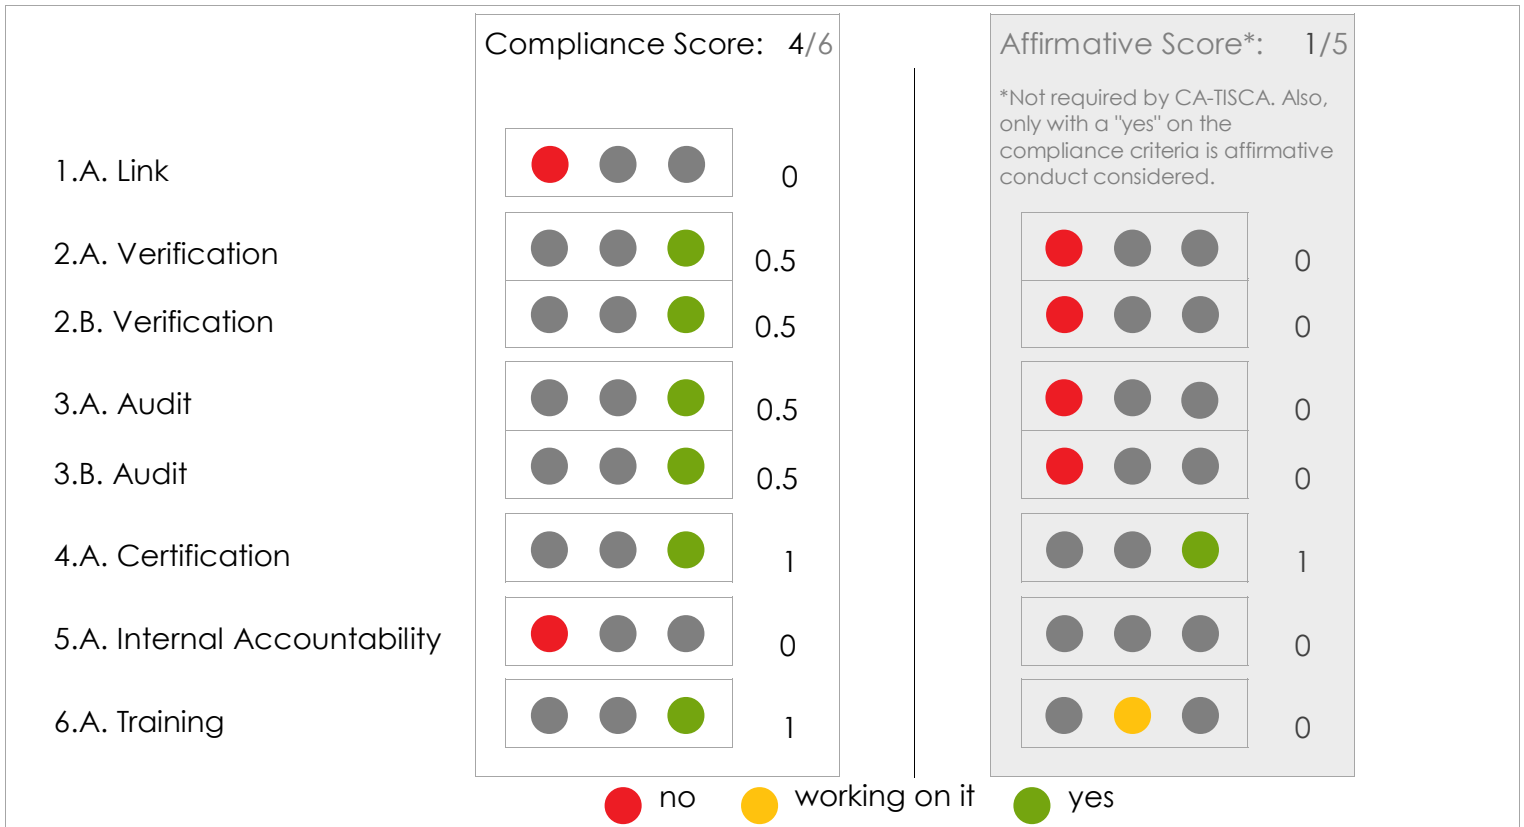 Compliance Score: 4/6
Affirmative Score*: 1/5
*Not required by CA-TISCA. Also,
only with a "yes" on the
compliance criteria is affirmative
conduct considered.
1.A. Link 0
2.A. Verification 0.5 0
2.B. Verification 0.5 0
3.A. Audit 0.5 0
3.B. Audit 0.5 0
4.A. Certification 1 1
5.A. Internal Accountability 0 0
6.A. Training 1 0
no working on it yes